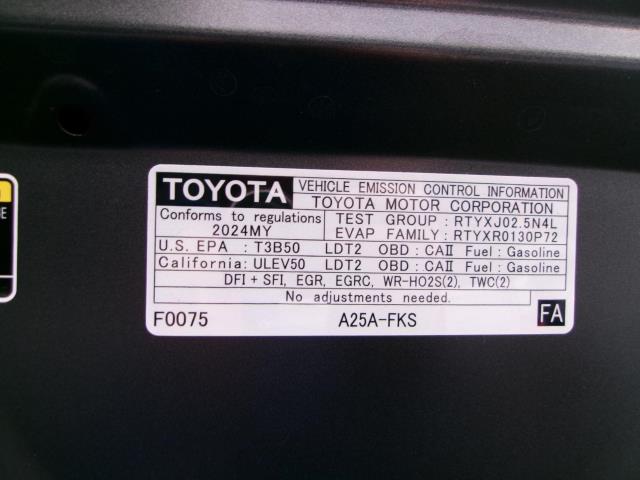 TOYOTA
VEHICLE EMISSION CONTROL INFORMATION
TOYOTA MOTOR CORPORATION
Conforms to regulations
2024MY
TEST GROUP : RTYXJ02.5N4L
EVAP FAMILY : RTYXR0130P72
U.S. EPA : T3B50 LDT2 OBD : CAⅡ Fuel : Gasoline
California: ULEV50 LDT2 OBD : CAⅡ Fuel : Gasoline
DFI + SFI, EGR, EGRC, WR-HO2S(2), TWC(2)
No adjustments needed.
F0075 A25A-FKS FA